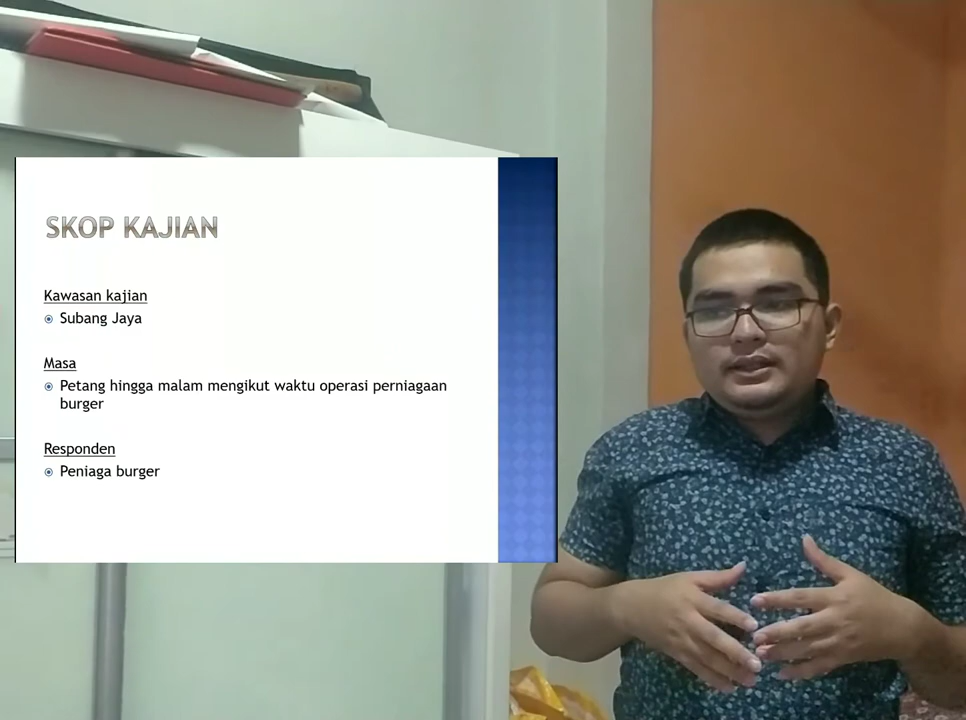 SKOP KAJIAN
Kawasan kajian
Subang Jaya
Masa
Petang hingga malam mengikut waktu operasi perniagaan
burger
Responden
Peniaga burger